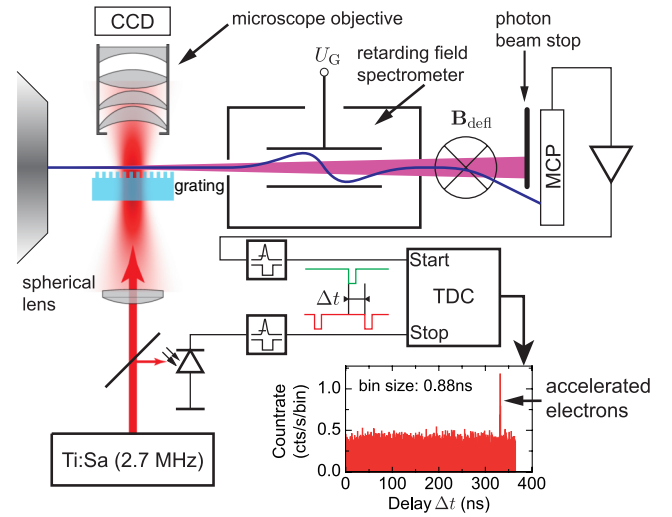 CCD
microscope objective
retarding field
spectrometer
photon
beam stop
U_G
B_defl
MCP
grating
spherical
lens
Start
Δt
TDC
Stop
Ti:Sa (2.7 MHz)
bin size: 0.88ns
accelerated
electrons
Countrate
(cts/s/bin)
1.0
0.5
0.0
0 100 200 300 400
Delay Δt (ns)